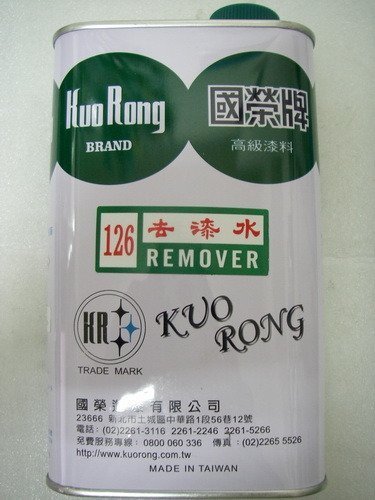 Kuo Rong
BRAND
國榮牌
高級漆料
126 去漆水
REMOVER
KR
KUO RONG
TRADE MARK
國榮 有限公司
23666 新北市土城區中華路1段56巷12號
電話：(02)2261-3116 2261-2246 2261-5266
免費服務專線：0800 060 336 傳真：(02)2265 5526
http://www.kuorong.com.tw
MADE IN TAIWAN